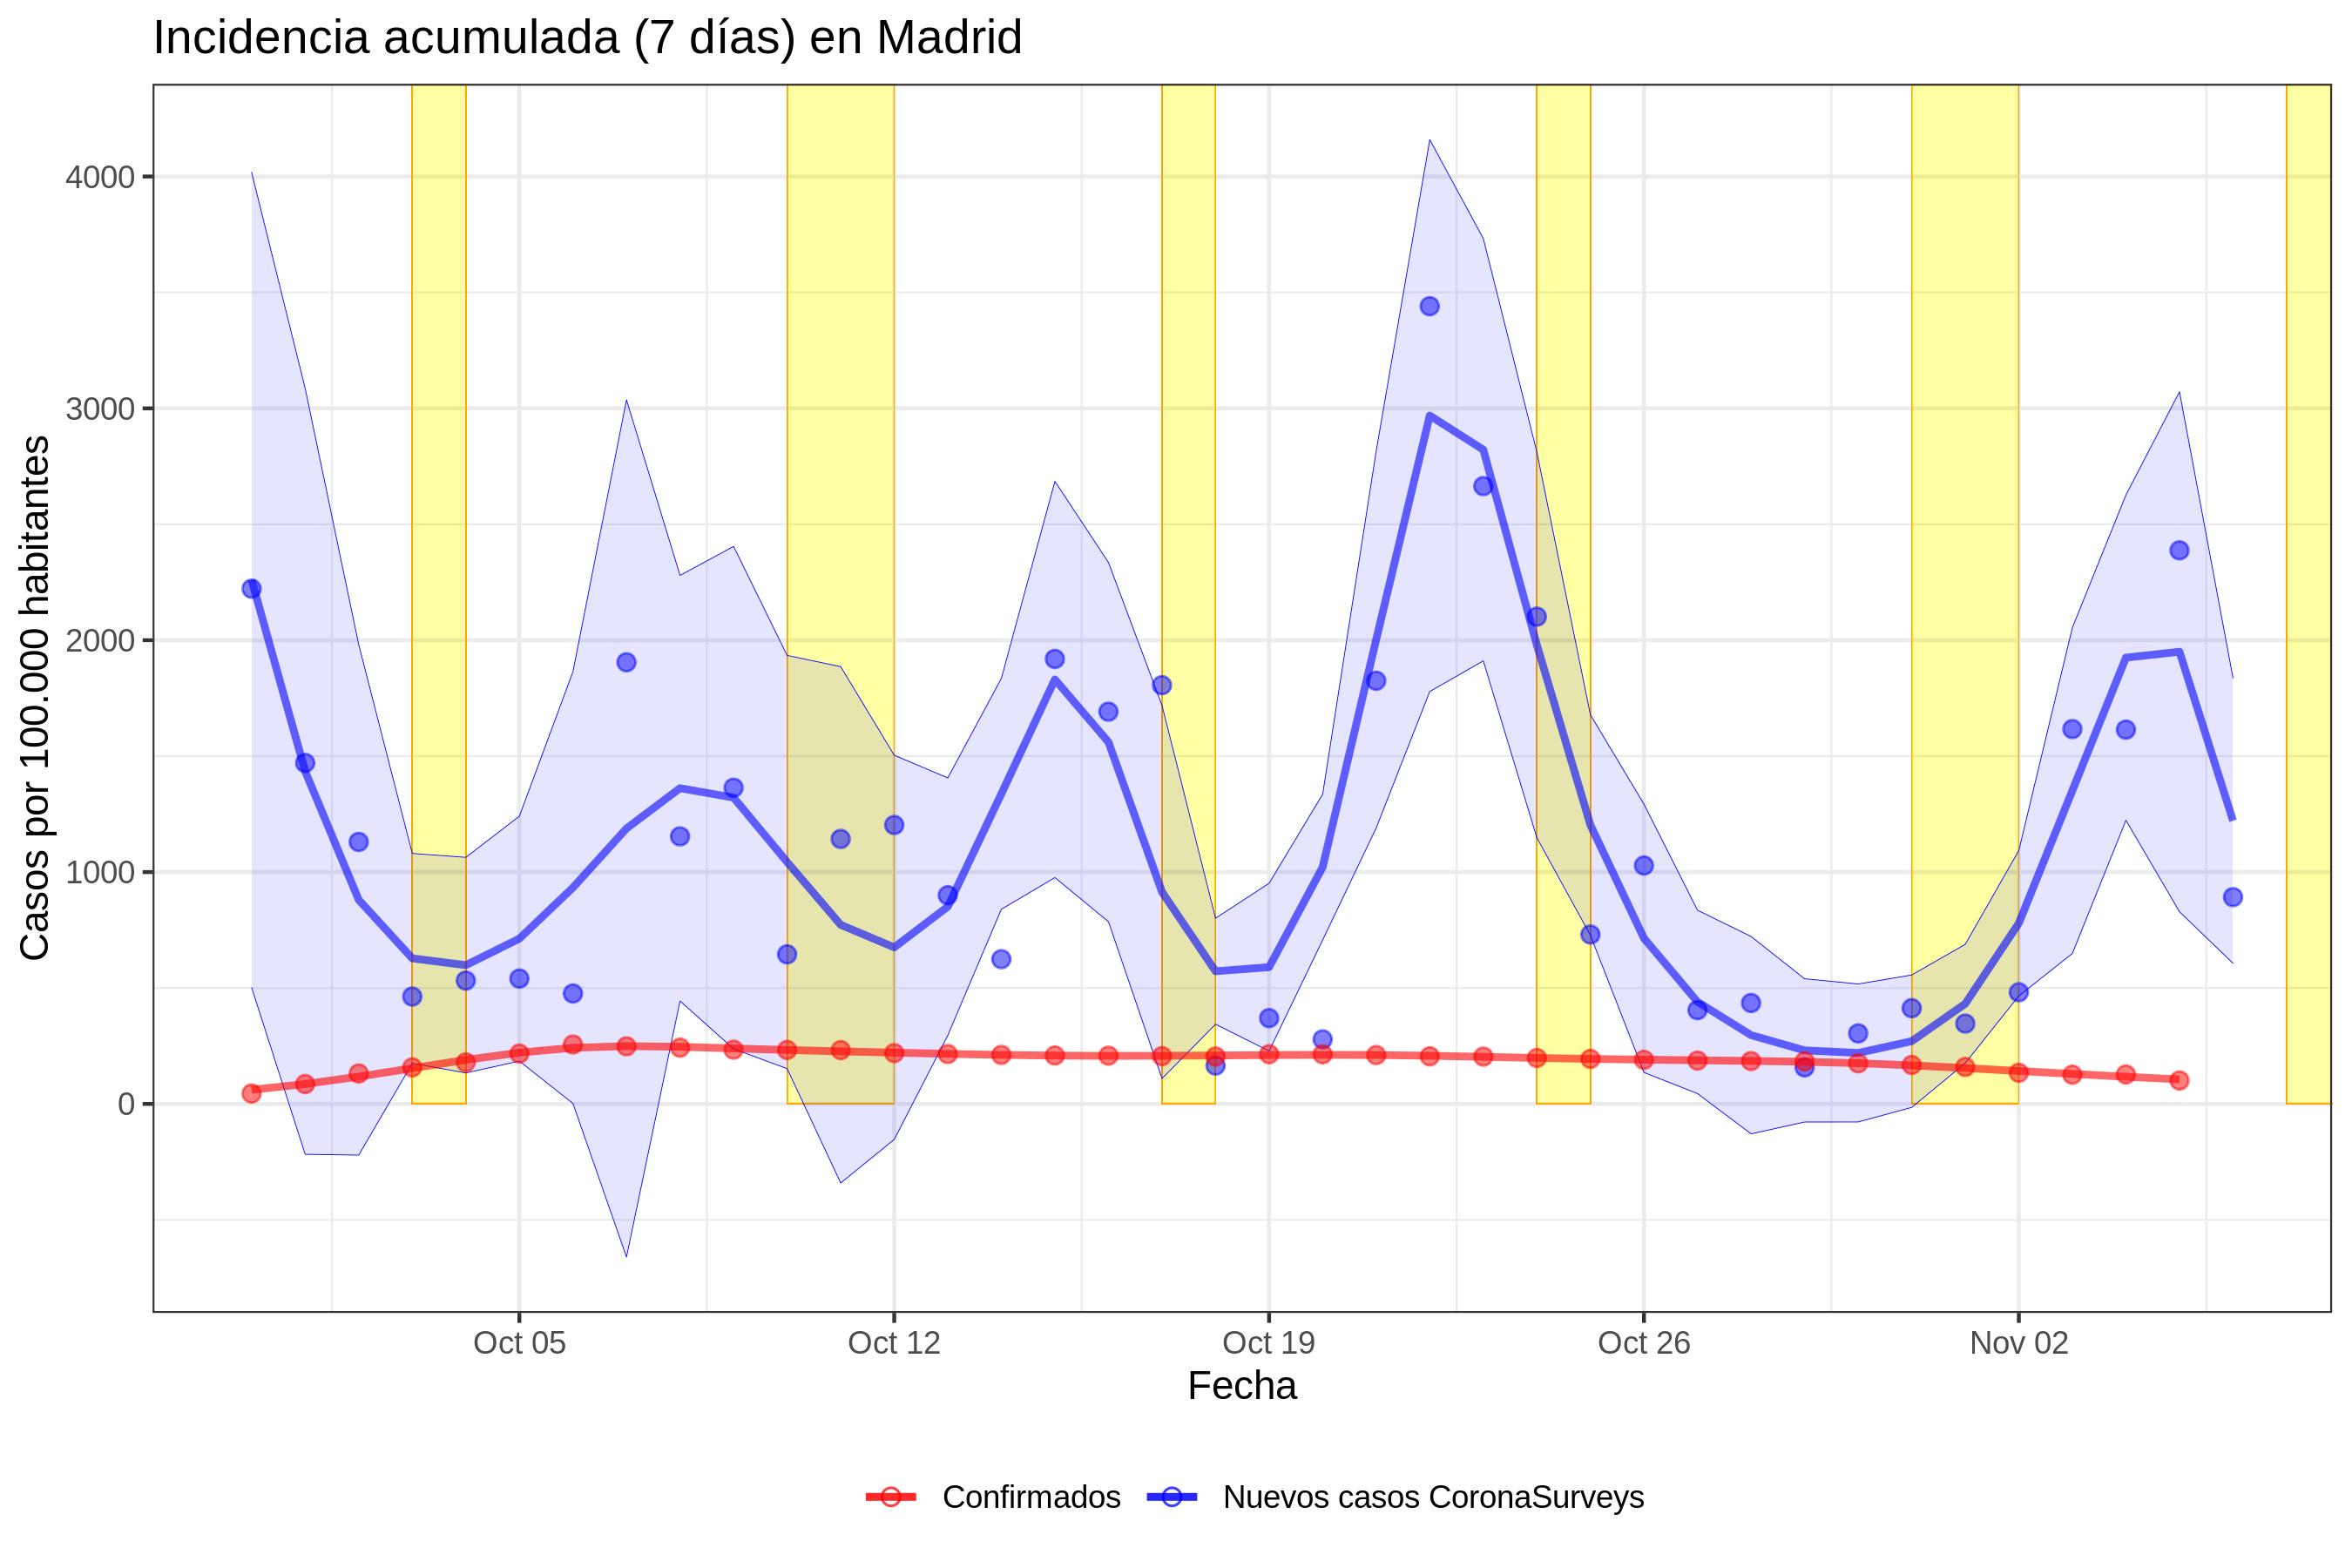 Incidencia acumulada (7 días) en Madrid
Casos por 100.000 habitantes
4000
3000
2000
1000
0
Oct 05
Oct 12
Oct 19
Oct 26
Nov 02
Fecha
Confirmados
Nuevos casos CoronaSurveys